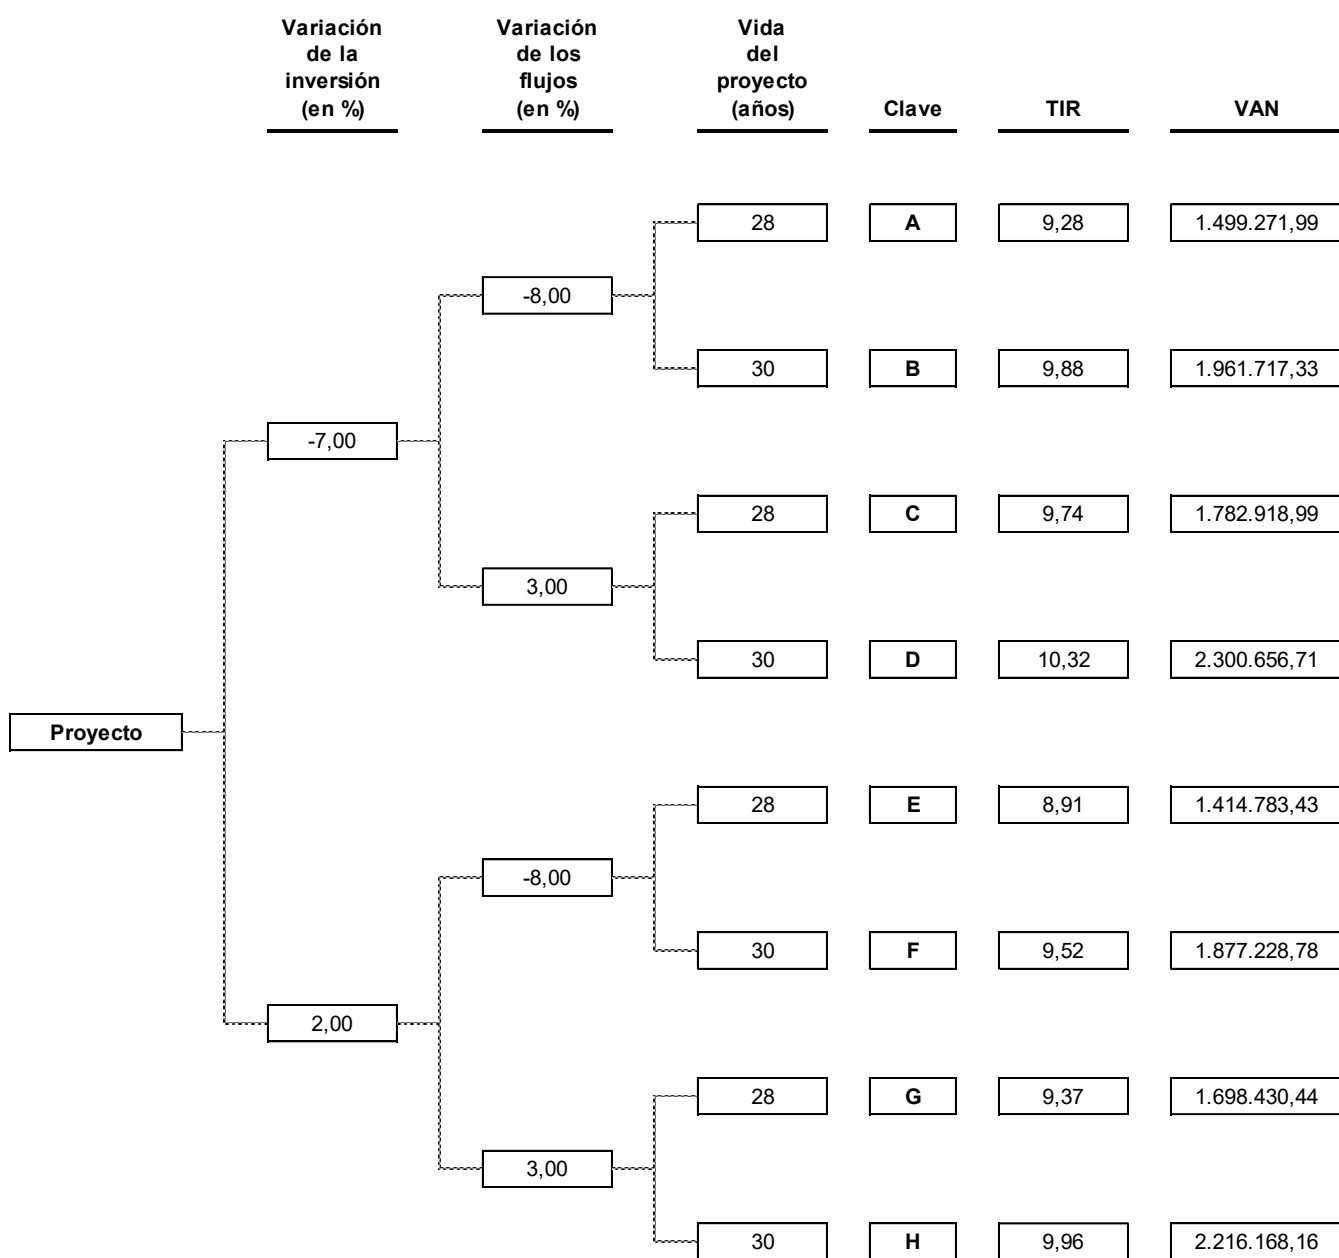 Variación de la inversión (en %)
Variación de los flujos (en %)
Vida del proyecto (años)
Clave
TIR
VAN
28 A 9,28 1.499.271,99
-8,00
30 B 9,88 1.961.717,33
-7,00
28 C 9,74 1.782.918,99
3,00
30 D 10,32 2.300.656,71
Proyecto
28 E 8,91 1.414.783,43
-8,00
30 F 9,52 1.877.228,78
2,00
28 G 9,37 1.698.430,44
3,00
30 H 9,96 2.216.168,16